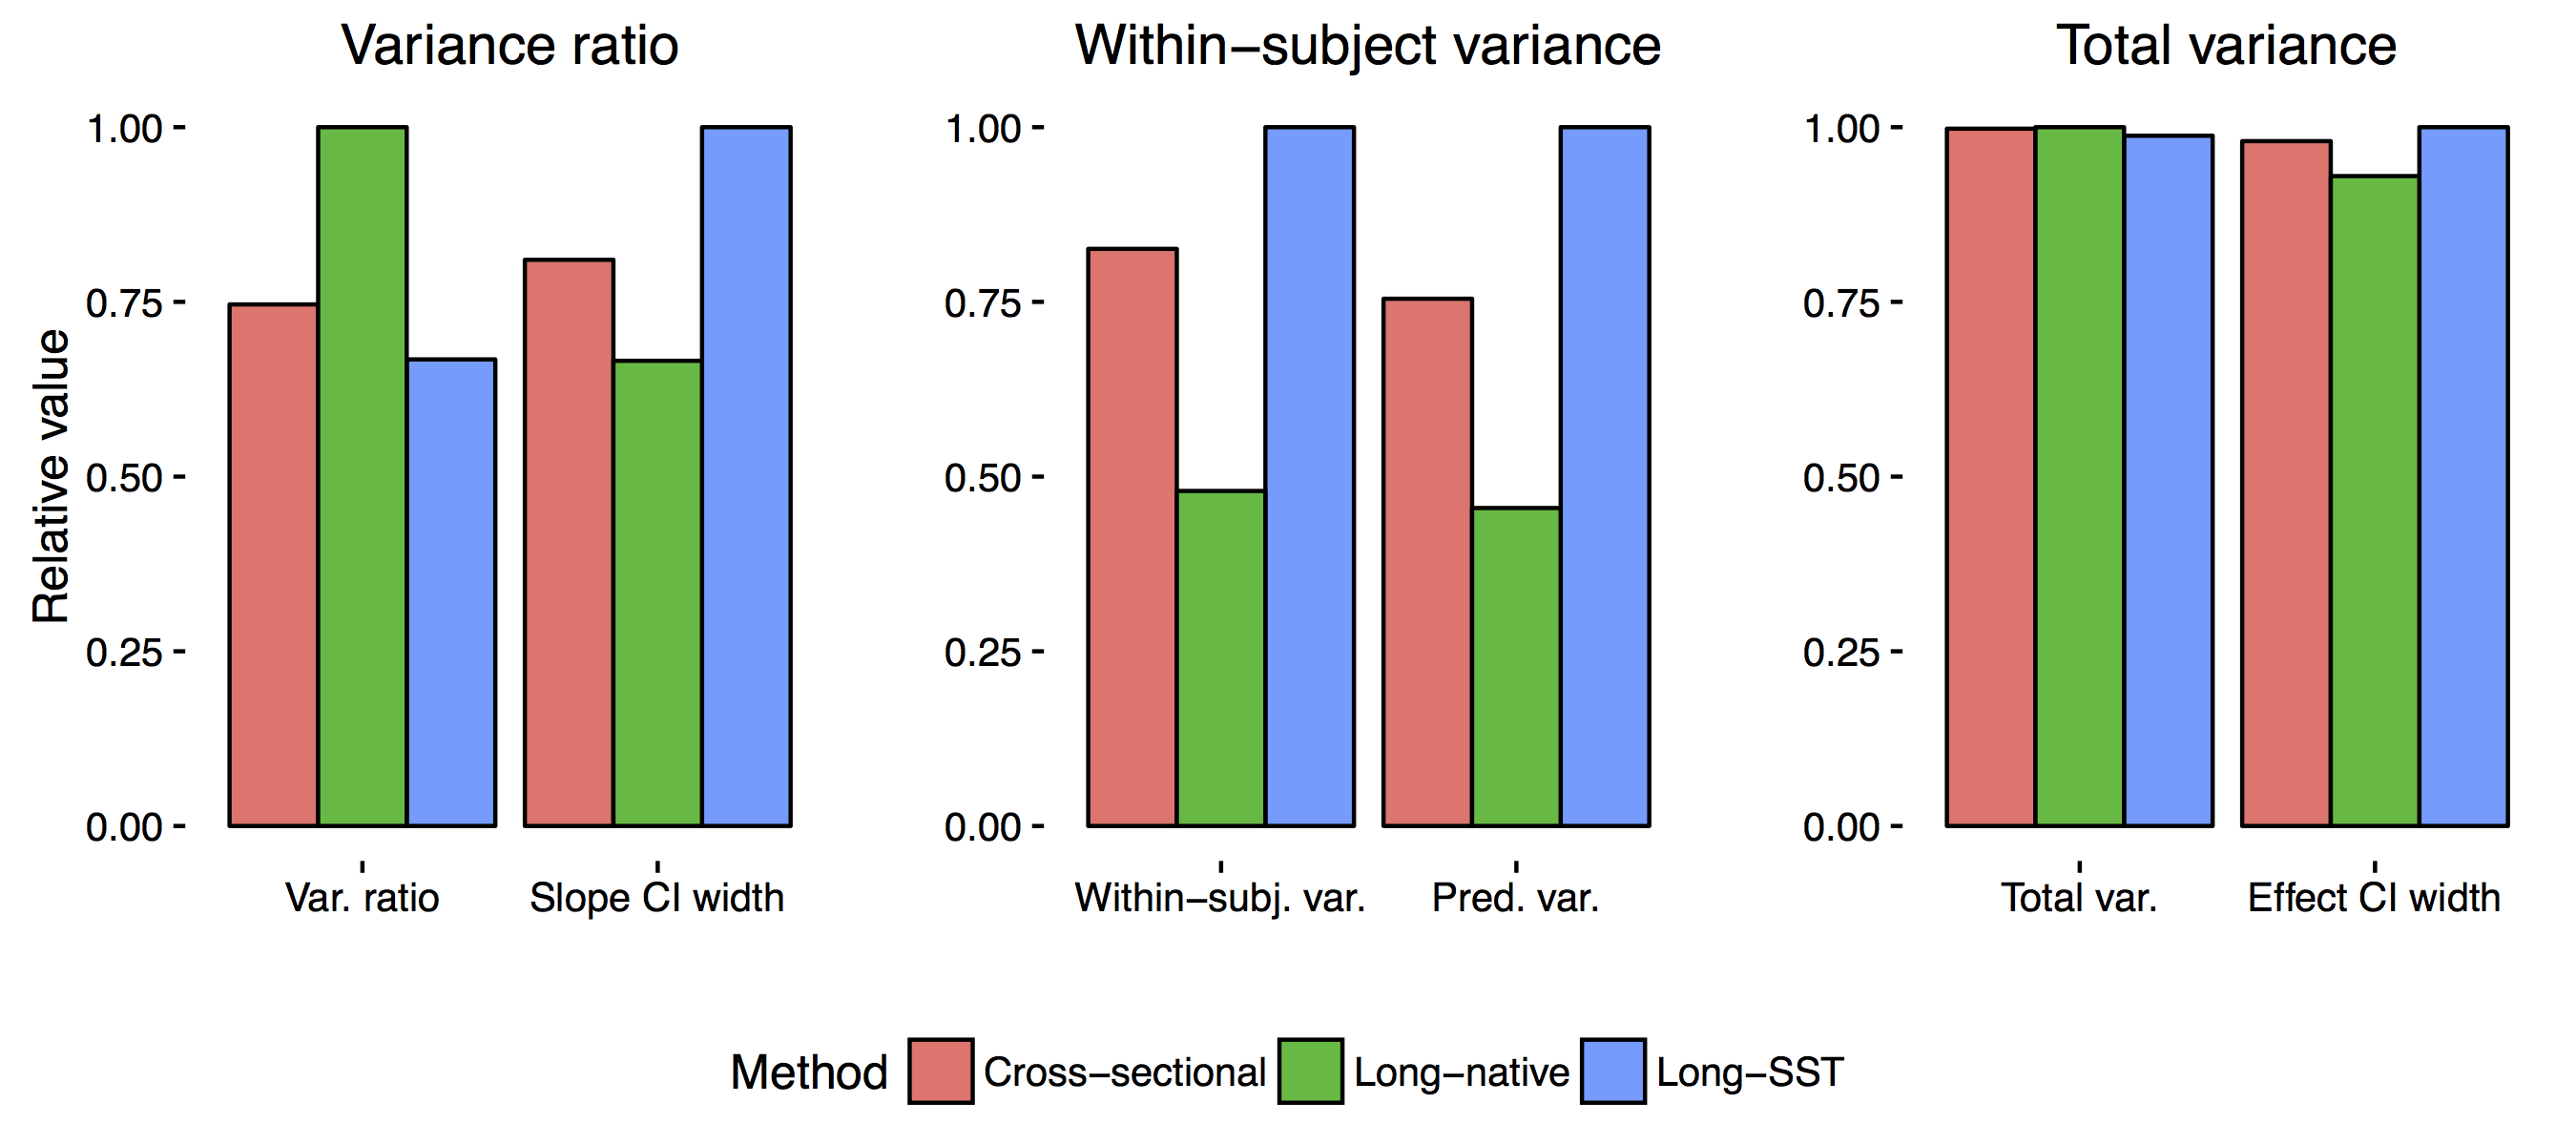 Variance ratio
Within−subject variance
Total variance
Relative value
1.00
0.75
0.50
0.25
0.00
Var. ratio
Slope CI width
1.00
0.75
0.50
0.25
0.00
Within−subj. var.
Pred. var.
1.00
0.75
0.50
0.25
0.00
Total var.
Effect CI width
Method Cross−sectional Long−native Long−SST